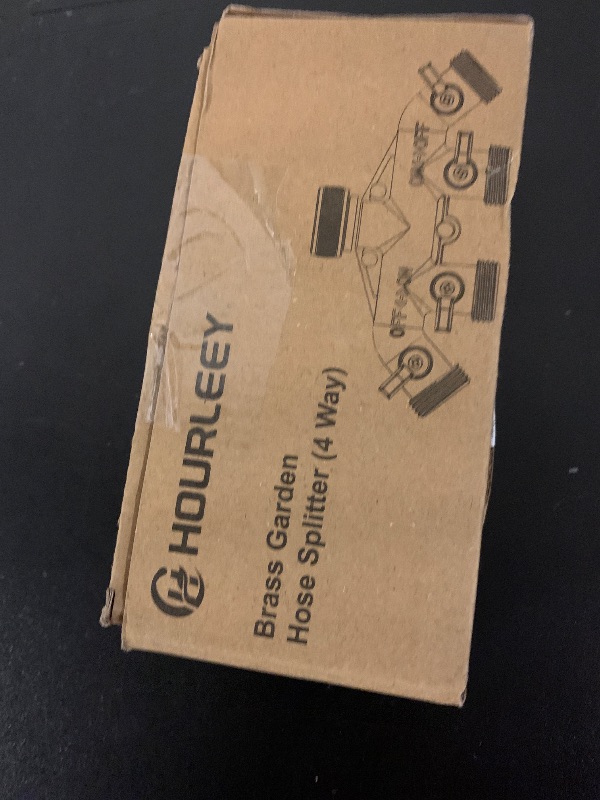 HOURLEEY
Brass Garden
Hose Splitter (4 Way)
OFF ON
ON OFF